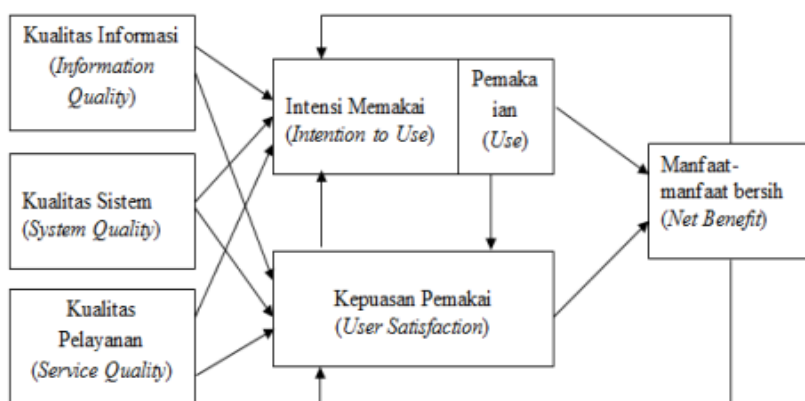 Kualitas Informasi
(Information
Quality)
Kualitas Sistem
(System Quality)
Kualitas
Pelayanan
(Service Quality)
Intensi Memakai
(Intention to Use)
Pemaka
ian
(Use)
Kepuasan Pemakai
(User Satisfaction)
Manfaat-
manfaat bersih
(Net Benefit)